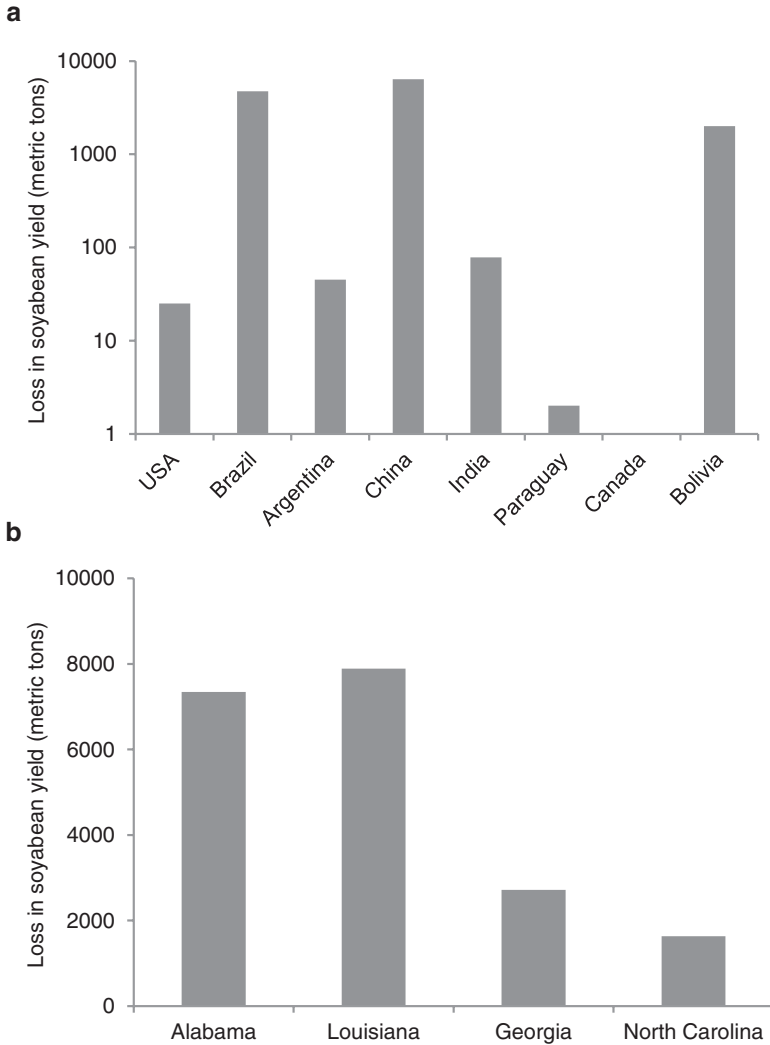 a
Loss in soyabean yield (metric tons)
10000
1000
100
10
1
USA
Brazil
Argentina
China
India
Paraguay
Canada
Bolivia
b
Loss in soyabean yield (metric tons)
10000
8000
6000
4000
2000
0
Alabama
Louisiana
Georgia
North Carolina